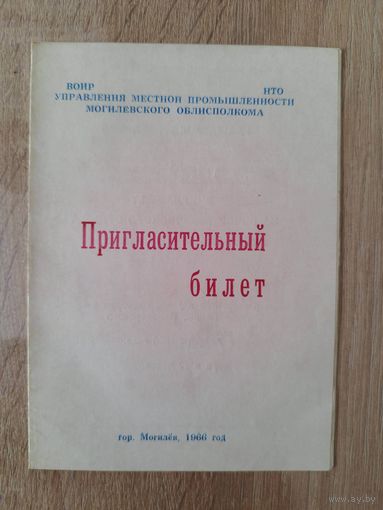 ВОИР НТО
УПРАВЛЕНИЯ МЕСТНОЙ ПРОМЫШЛЕННОСТИ
МОГИЛЕВСКОГО ОБЛИСПОЛКОМА
Пригласительный
билет
гор. Могилёв, 1966 год
www.ay.by